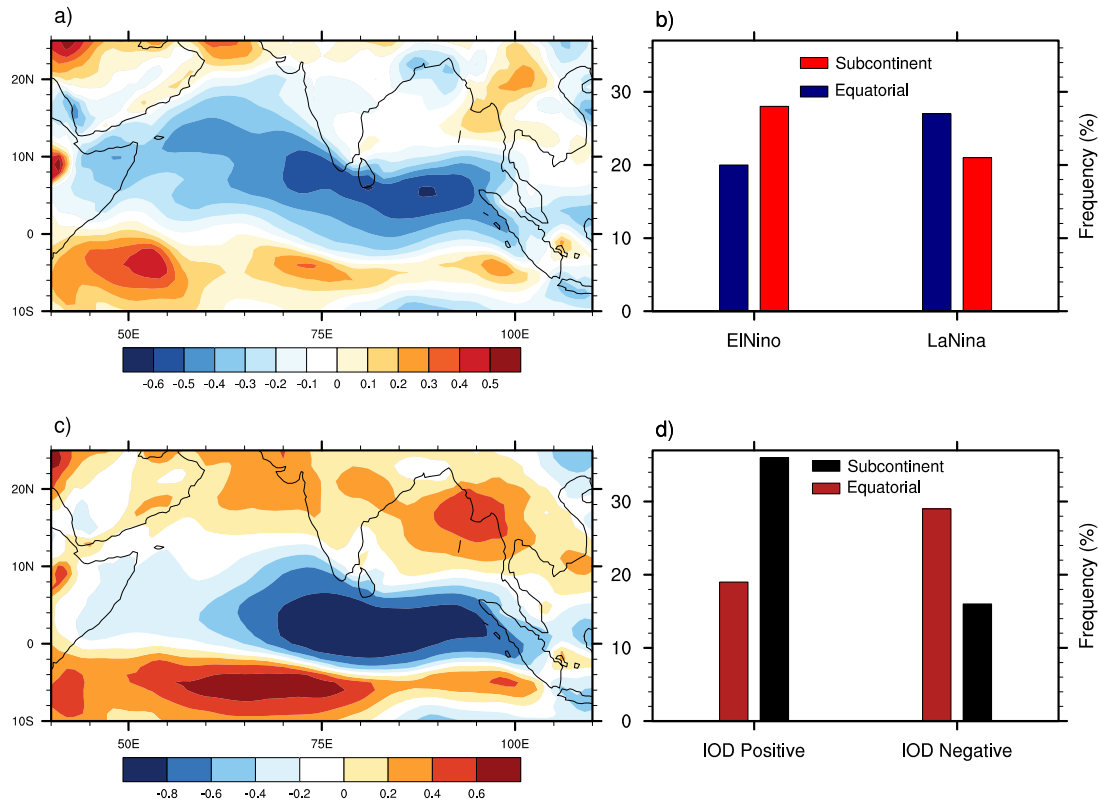 a)
20N
10N
0
10S
50E
75E
100E
-0.6 -0.5 -0.4 -0.3 -0.2 -0.1 0 0.1 0.2 0.3 0.4 0.5
b)
Subcontinent
Equatorial
30
20
10
0
Frequency (%)
ElNino
LaNina
c)
20N
10N
0
10S
50E
75E
100E
-0.8 -0.6 -0.4 -0.2 0 0.2 0.4 0.6
d)
Subcontinent
Equatorial
30
20
10
0
Frequency (%)
IOD Positive
IOD Negative